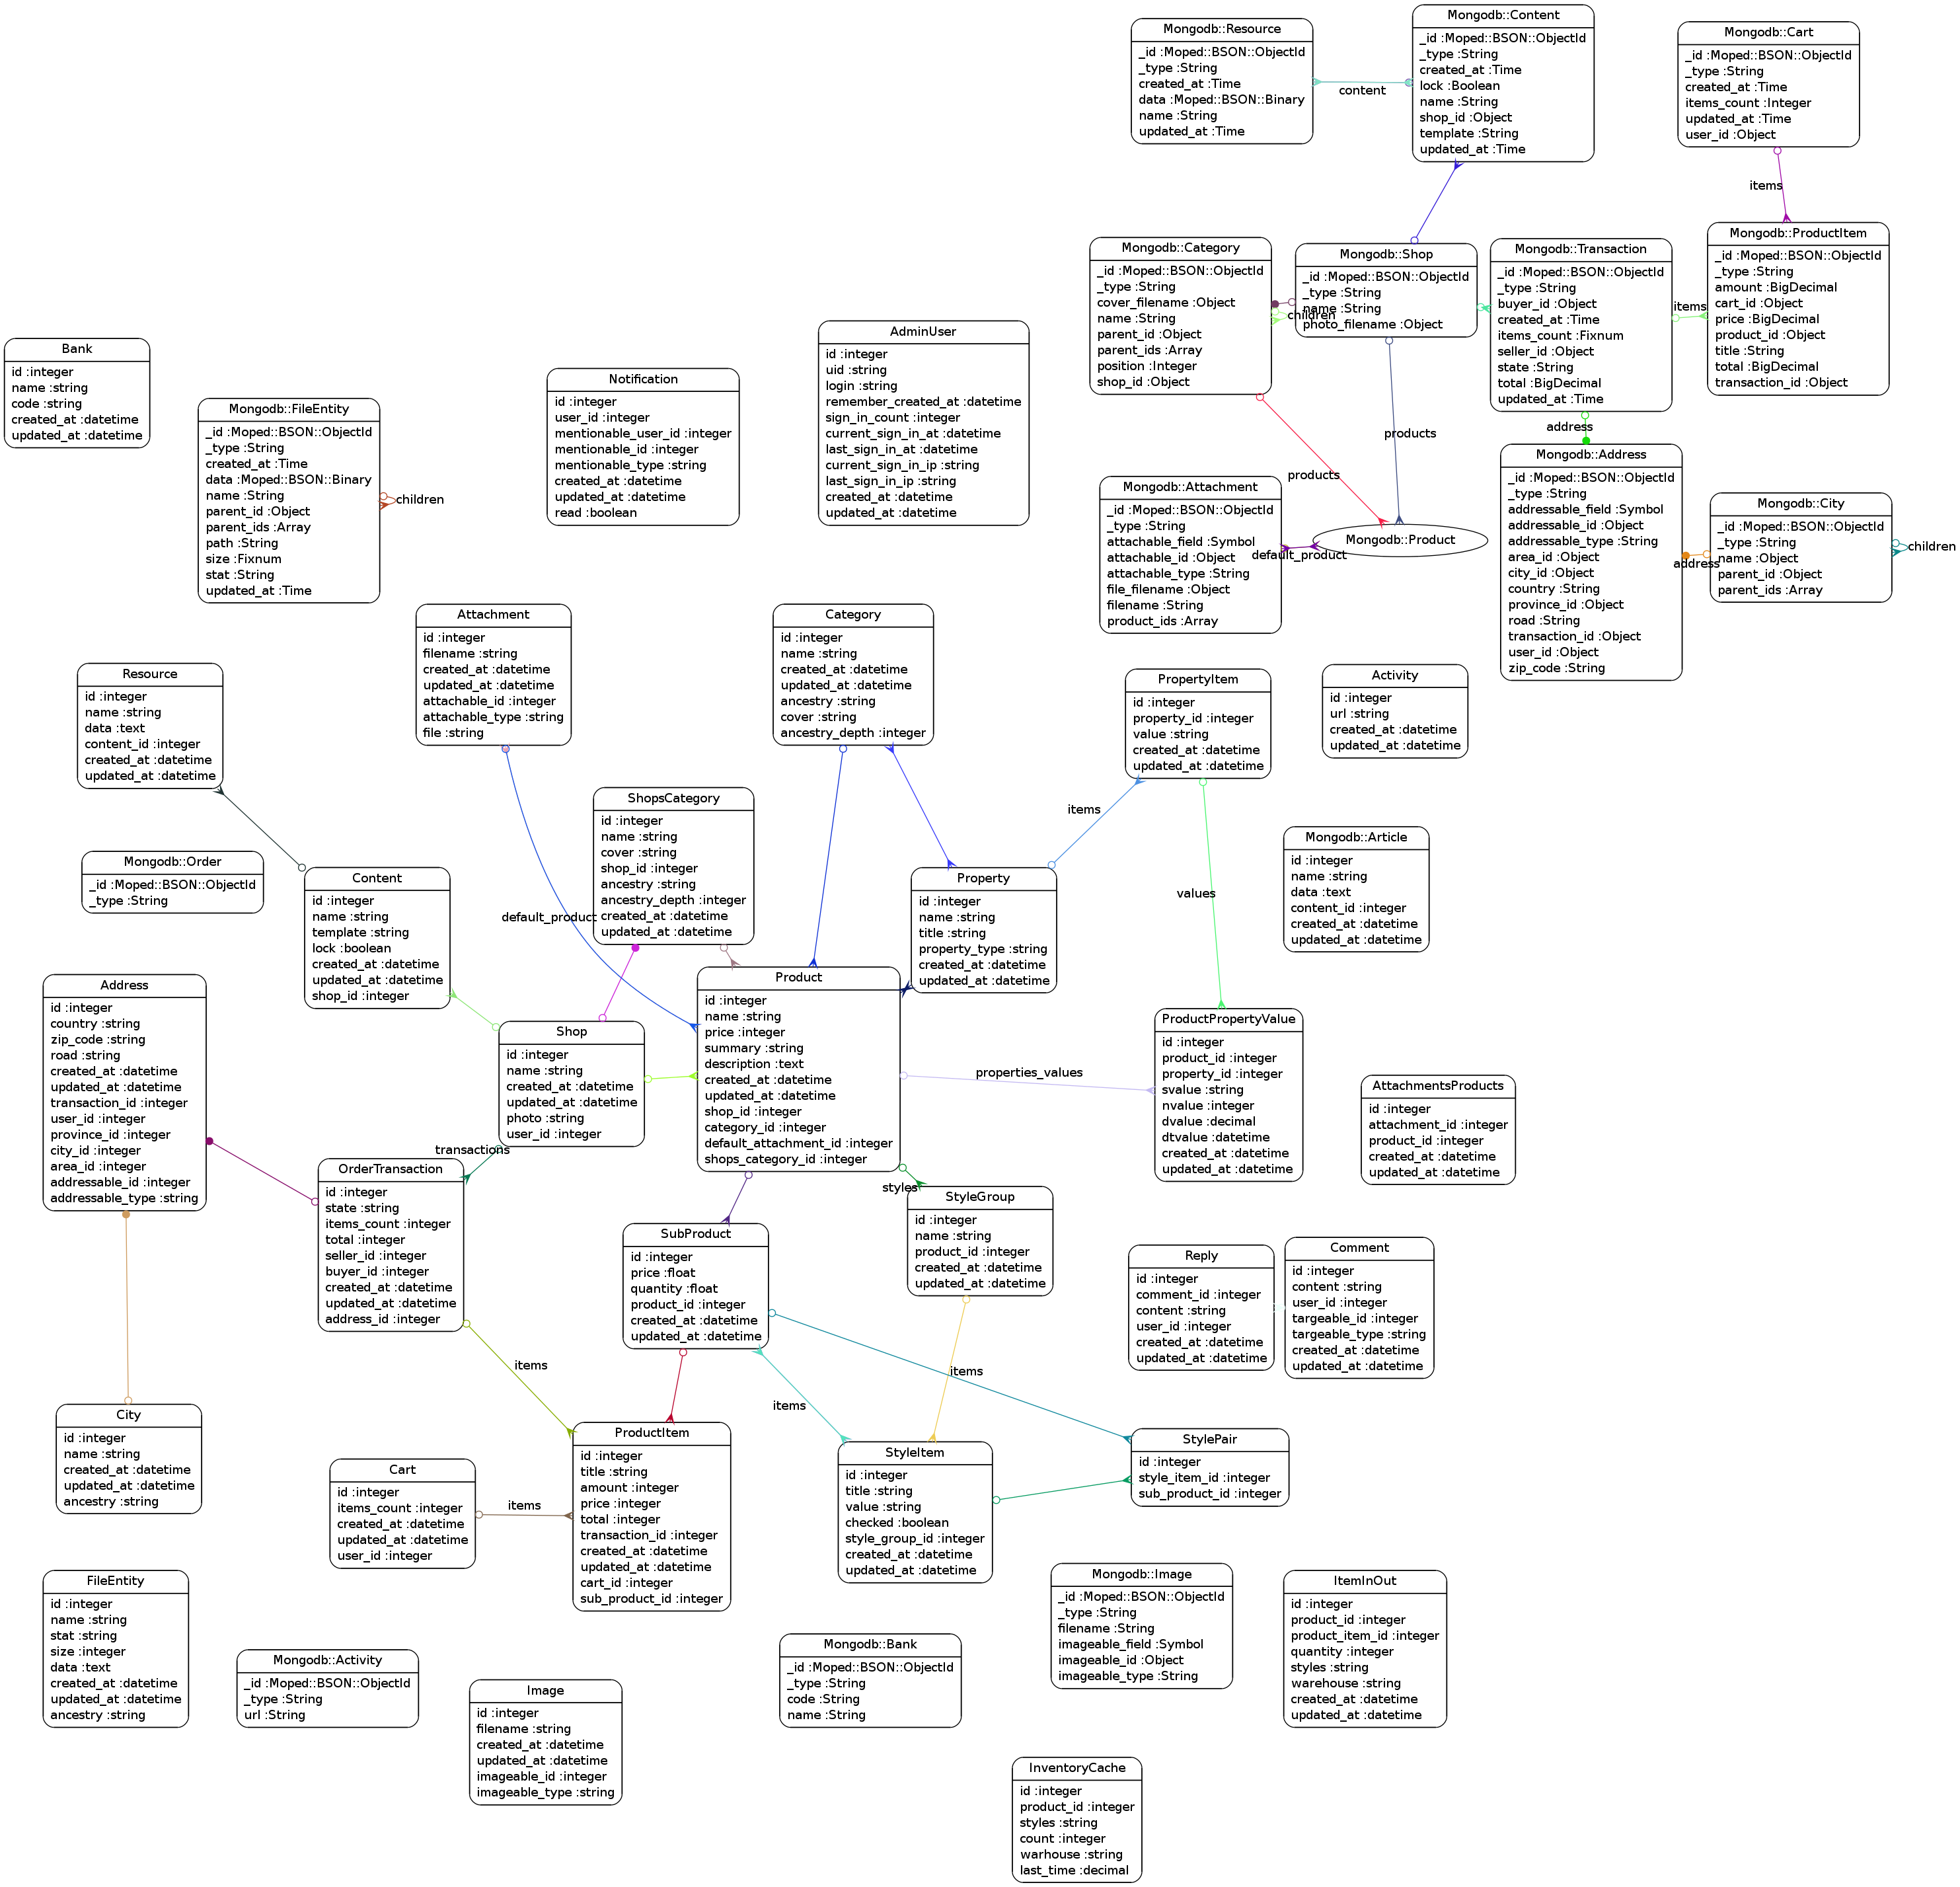 Mongodb::Resource
_id :Moped::BSON::ObjectId
_type :String
created_at :Time
data :Moped::BSON::Binary
name :String
updated_at :Time
content
Mongodb::Content
_id :Moped::BSON::ObjectId
_type :String
created_at :Time
lock :Boolean
name :String
shop_id :Object
template :String
updated_at :Time
Mongodb::Cart
_id :Moped::BSON::ObjectId
_type :String
created_at :Time
items_count :Integer
updated_at :Time
user_id :Object
items
Mongodb::Category
_id :Moped::BSON::ObjectId
_type :String
cover_filename :Object
name :String
parent_id :Object
parent_ids :Array
position :Integer
shop_id :Object
children
Mongodb::Shop
_id :Moped::BSON::ObjectId
_type :String
name :String
photo_filename :Object
Mongodb::Transaction
_id :Moped::BSON::ObjectId
_type :String
buyer_id :Object
created_at :Time
items_count :Fixnum
seller_id :Object
state :String
total :BigDecimal
updated_at :Time
items
Mongodb::ProductItem
_id :Moped::BSON::ObjectId
_type :String
amount :BigDecimal
cart_id :Object
price :BigDecimal
product_id :Object
title :String
total :BigDecimal
transaction_id :Object
Bank
id :integer
name :string
code :string
created_at :datetime
updated_at :datetime
Mongodb::FileEntity
_id :Moped::BSON::ObjectId
_type :String
created_at :Time
data :Moped::BSON::Binary
name :String
parent_id :Object
parent_ids :Array
path :String
size :Fixnum
stat :String
updated_at :Time
children
Notification
id :integer
user_id :integer
mentionable_user_id :integer
mentionable_id :integer
mentionable_type :string
created_at :datetime
updated_at :datetime
read :boolean
AdminUser
id :integer
uid :string
login :string
remember_created_at :datetime
sign_in_count :integer
current_sign_in_at :datetime
last_sign_in_at :datetime
current_sign_in_ip :string
last_sign_in_ip :string
created_at :datetime
updated_at :datetime
products
products
address
Mongodb::Attachment
_id :Moped::BSON::ObjectId
_type :String
attachable_field :Symbol
attachable_id :Object
attachable_type :String
file_filename :Object
filename :String
product_ids :Array
default_product
Mongodb::Product
Mongodb::Address
_id :Moped::BSON::ObjectId
_type :String
addressable_field :Symbol
addressable_id :Object
addressable_type :String
area_id :Object
city_id :Object
country :String
province_id :Object
road :String
transaction_id :Object
user_id :Object
zip_code :String
address
Mongodb::City
_id :Moped::BSON::ObjectId
_type :String
name :Object
parent_id :Object
parent_ids :Array
children
Resource
id :integer
name :string
data :text
content_id :integer
created_at :datetime
updated_at :datetime
Attachment
id :integer
filename :string
created_at :datetime
updated_at :datetime
attachable_id :integer
attachable_type :string
file :string
Category
id :integer
name :string
created_at :datetime
updated_at :datetime
ancestry :string
cover :string
ancestry_depth :integer
PropertyItem
id :integer
property_id :integer
value :string
created_at :datetime
updated_at :datetime
Activity
id :integer
url :string
created_at :datetime
updated_at :datetime
Mongodb::Order
_id :Moped::BSON::ObjectId
_type :String
Content
id :integer
name :string
template :string
lock :boolean
created_at :datetime
updated_at :datetime
shop_id :integer
default_product
ShopsCategory
id :integer
name :string
cover :string
shop_id :integer
ancestry :string
ancestry_depth :integer
created_at :datetime
updated_at :datetime
items
Property
id :integer
name :string
title :string
property_type :string
created_at :datetime
updated_at :datetime
values
Mongodb::Article
id :integer
name :string
data :text
content_id :integer
created_at :datetime
updated_at :datetime
Address
id :integer
country :string
zip_code :string
road :string
created_at :datetime
updated_at :datetime
transaction_id :integer
user_id :integer
province_id :integer
city_id :integer
area_id :integer
addressable_id :integer
addressable_type :string
Shop
id :integer
name :string
created_at :datetime
updated_at :datetime
photo :string
user_id :integer
transactions
Product
id :integer
name :string
price :integer
summary :string
description :text
created_at :datetime
updated_at :datetime
shop_id :integer
category_id :integer
default_attachment_id :integer
shops_category_id :integer
properties_values
ProductPropertyValue
id :integer
product_id :integer
property_id :integer
svalue :string
nvalue :integer
dvalue :decimal
dtvalue :datetime
created_at :datetime
updated_at :datetime
AttachmentsProducts
id :integer
attachment_id :integer
product_id :integer
created_at :datetime
updated_at :datetime
OrderTransaction
id :integer
state :string
items_count :integer
total :integer
seller_id :integer
buyer_id :integer
created_at :datetime
updated_at :datetime
address_id :integer
items
SubProduct
id :integer
price :float
quantity :float
product_id :integer
created_at :datetime
updated_at :datetime
styles
StyleGroup
id :integer
name :string
product_id :integer
created_at :datetime
updated_at :datetime
Reply
id :integer
comment_id :integer
content :string
user_id :integer
created_at :datetime
updated_at :datetime
Comment
id :integer
content :string
user_id :integer
targeable_id :integer
targeable_type :string
created_at :datetime
updated_at :datetime
items
items
City
id :integer
name :string
created_at :datetime
updated_at :datetime
ancestry :string
Cart
id :integer
items_count :integer
created_at :datetime
updated_at :datetime
user_id :integer
items
ProductItem
id :integer
title :string
amount :integer
price :integer
total :integer
transaction_id :integer
created_at :datetime
updated_at :datetime
cart_id :integer
sub_product_id :integer
StyleItem
id :integer
title :string
value :string
checked :boolean
style_group_id :integer
created_at :datetime
updated_at :datetime
StylePair
id :integer
style_item_id :integer
sub_product_id :integer
FileEntity
id :integer
name :string
stat :string
size :integer
data :text
created_at :datetime
updated_at :datetime
ancestry :string
Mongodb::Activity
_id :Moped::BSON::ObjectId
_type :String
url :String
Image
id :integer
filename :string
created_at :datetime
updated_at :datetime
imageable_id :integer
imageable_type :string
Mongodb::Bank
_id :Moped::BSON::ObjectId
_type :String
code :String
name :String
Mongodb::Image
_id :Moped::BSON::ObjectId
_type :String
filename :String
imageable_field :Symbol
imageable_id :Object
imageable_type :String
ItemInOut
id :integer
product_id :integer
product_item_id :integer
quantity :integer
styles :string
warehouse :string
created_at :datetime
updated_at :datetime
InventoryCache
id :integer
product_id :integer
styles :string
count :integer
warhouse :string
last_time :decimal